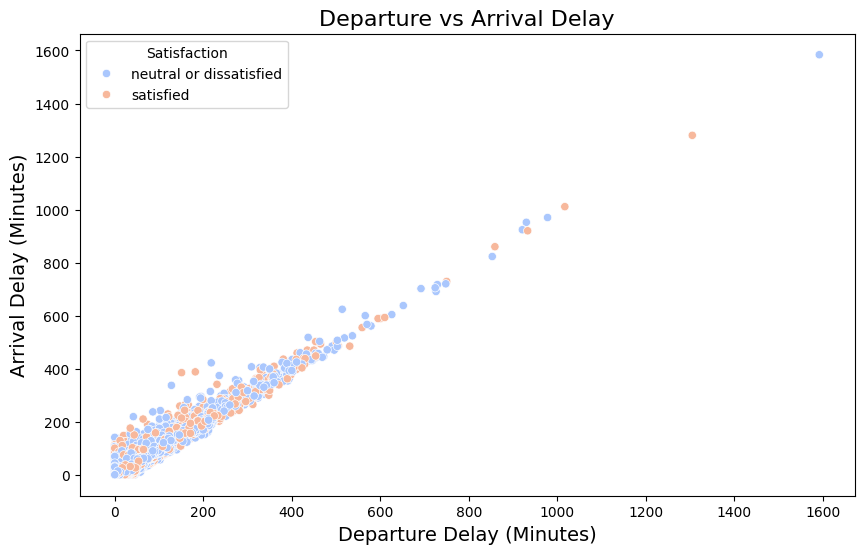 Departure vs Arrival Delay
Satisfaction
neutral or dissatisfied
satisfied
Arrival Delay (Minutes)
1600
1400
1200
1000
800
600
400
200
0
0 200 400 600 800 1000 1200 1400 1600
Departure Delay (Minutes)